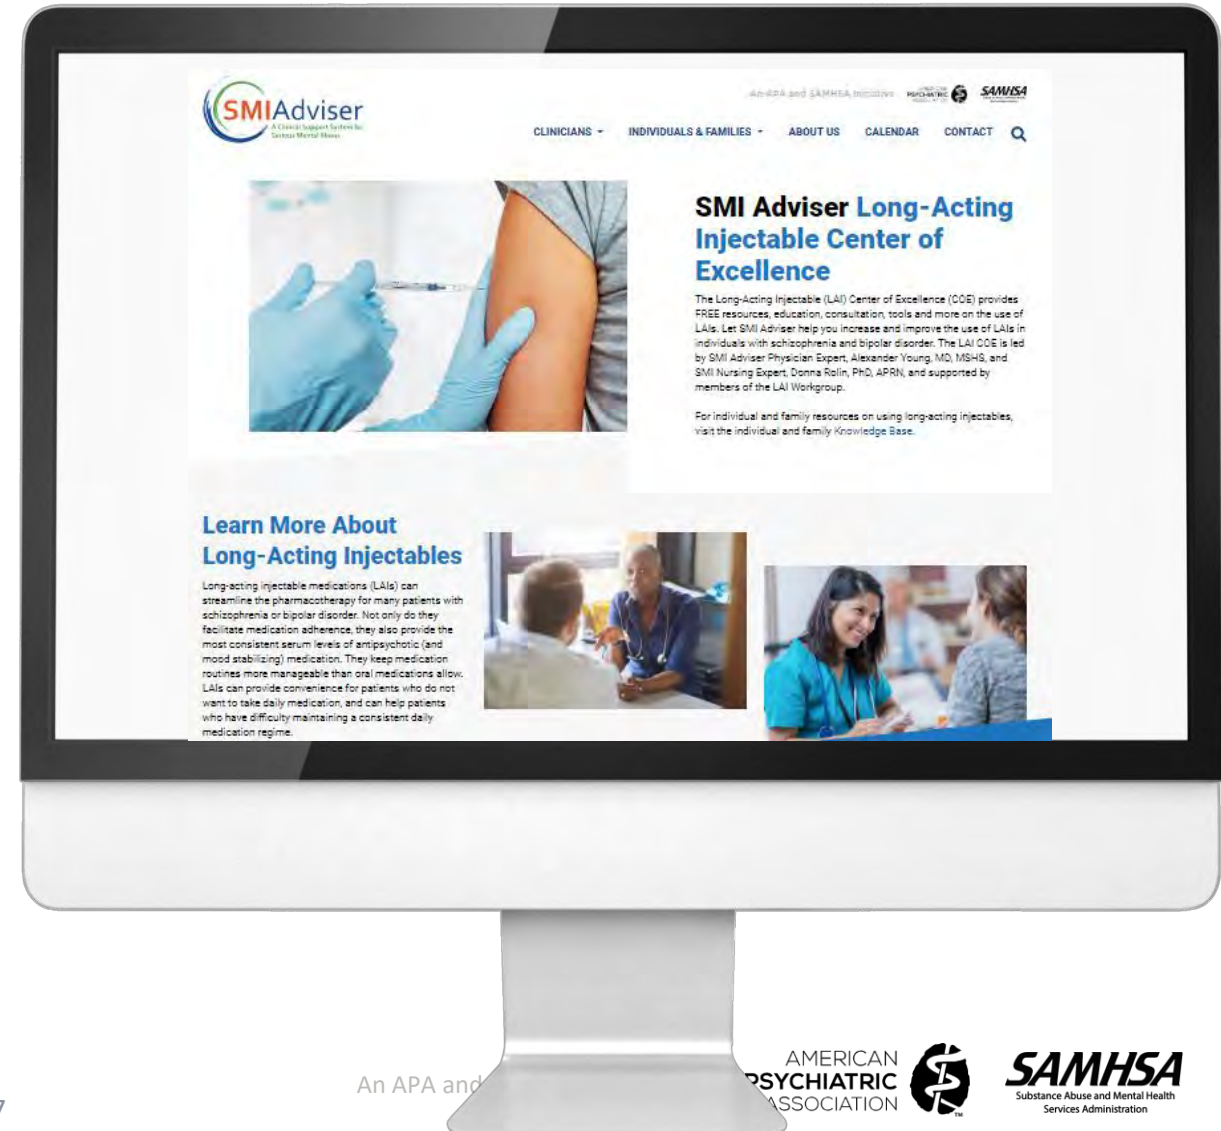 SMIAdviser
A Clinical Support System for
Serious Mental Illness
An APA and SAMHSA Initiative
PSYCHIATRIC
SAMHSA
CLINICIANS
INDIVIDUALS & FAMILIES
ABOUT US
CALENDAR
CONTACT
SMI Adviser Long-Acting
Injectable Center of
Excellence
The Long-Acting Injectable (LAI) Center of Excellence (COE) provides
FREE resources, education, consultation, tools and more on the use of
LAIs. Let SMI Adviser help you increase and improve the use of LAIs in
individuals with schizophrenia and bipolar disorder. The LAI COE is led
by SMI Adviser Physician Expert, Alexander Young, MD, MSHS, and
SMI Nursing Expert, Donna Rolin, PhD, APRN, and supported by
members of the LAI Workgroup.
For individual and family resources on using long-acting injectables,
visit the individual and family Knowledge Base.
Learn More About
Long-Acting Injectables
Long-acting injectable medications (LAIs) can
streamline the pharmacotherapy for many patients with
schizophrenia or bipolar disorder. Not only do they
facilitate medication adherence, they also provide the
most consistent serum levels of antipsychotic (and
mood stabilizing) medication. They keep medication
routines more manageable than oral medications allow.
LAIs can provide convenience for patients who do not
want to take daily medication, and can help patients
who have difficulty maintaining a consistent daily
medication regime.
An APA and
AMERICAN
PSYCHIATRIC
ASSOCIATION
TM
SAMHSA
Substance Abuse and Mental Health
Services Administration
7